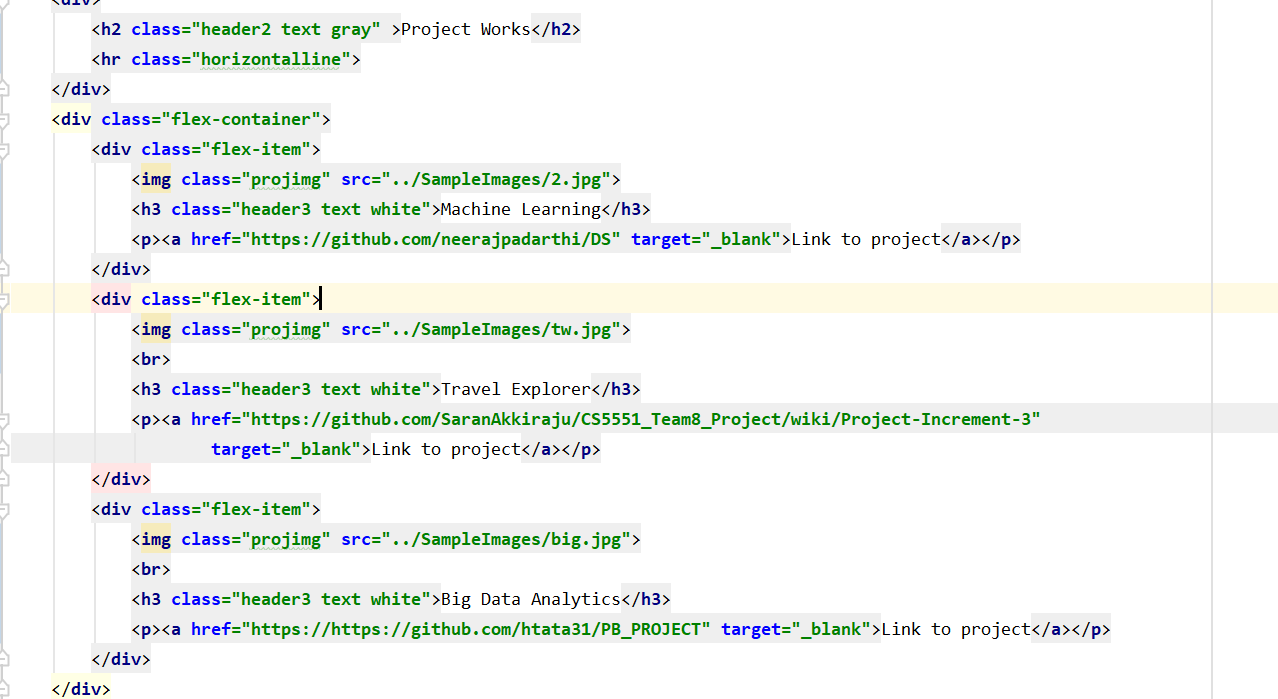 <div>
<h2 class="header2 text gray" >Project Works</h2>
<hr class="horizontalline">
</div>
<div class="flex-container">
<div class="flex-item">
<img class="projimg" src="../SampleImages/2.jpg">
<h3 class="header3 text white">Machine Learning</h3>
<p><a href="https://github.com/neerajpadarthi/DS" target="_blank">Link to project</a></p>
</div>
<div class="flex-item">
<img class="projimg" src="../SampleImages/tw.jpg">
<br>
<h3 class="header3 text white">Travel Explorer</h3>
<p><a href="https://github.com/SaranAkkiraju/CS5551_Team8_Project/wiki/Project-Increment-3"
target="_blank">Link to project</a></p>
</div>
<div class="flex-item">
<img class="projimg" src="../SampleImages/big.jpg">
<br>
<h3 class="header3 text white">Big Data Analytics</h3>
<p><a href="https://https://github.com/htata31/PB_PROJECT" target="_blank">Link to project</a></p>
</div>
</div>